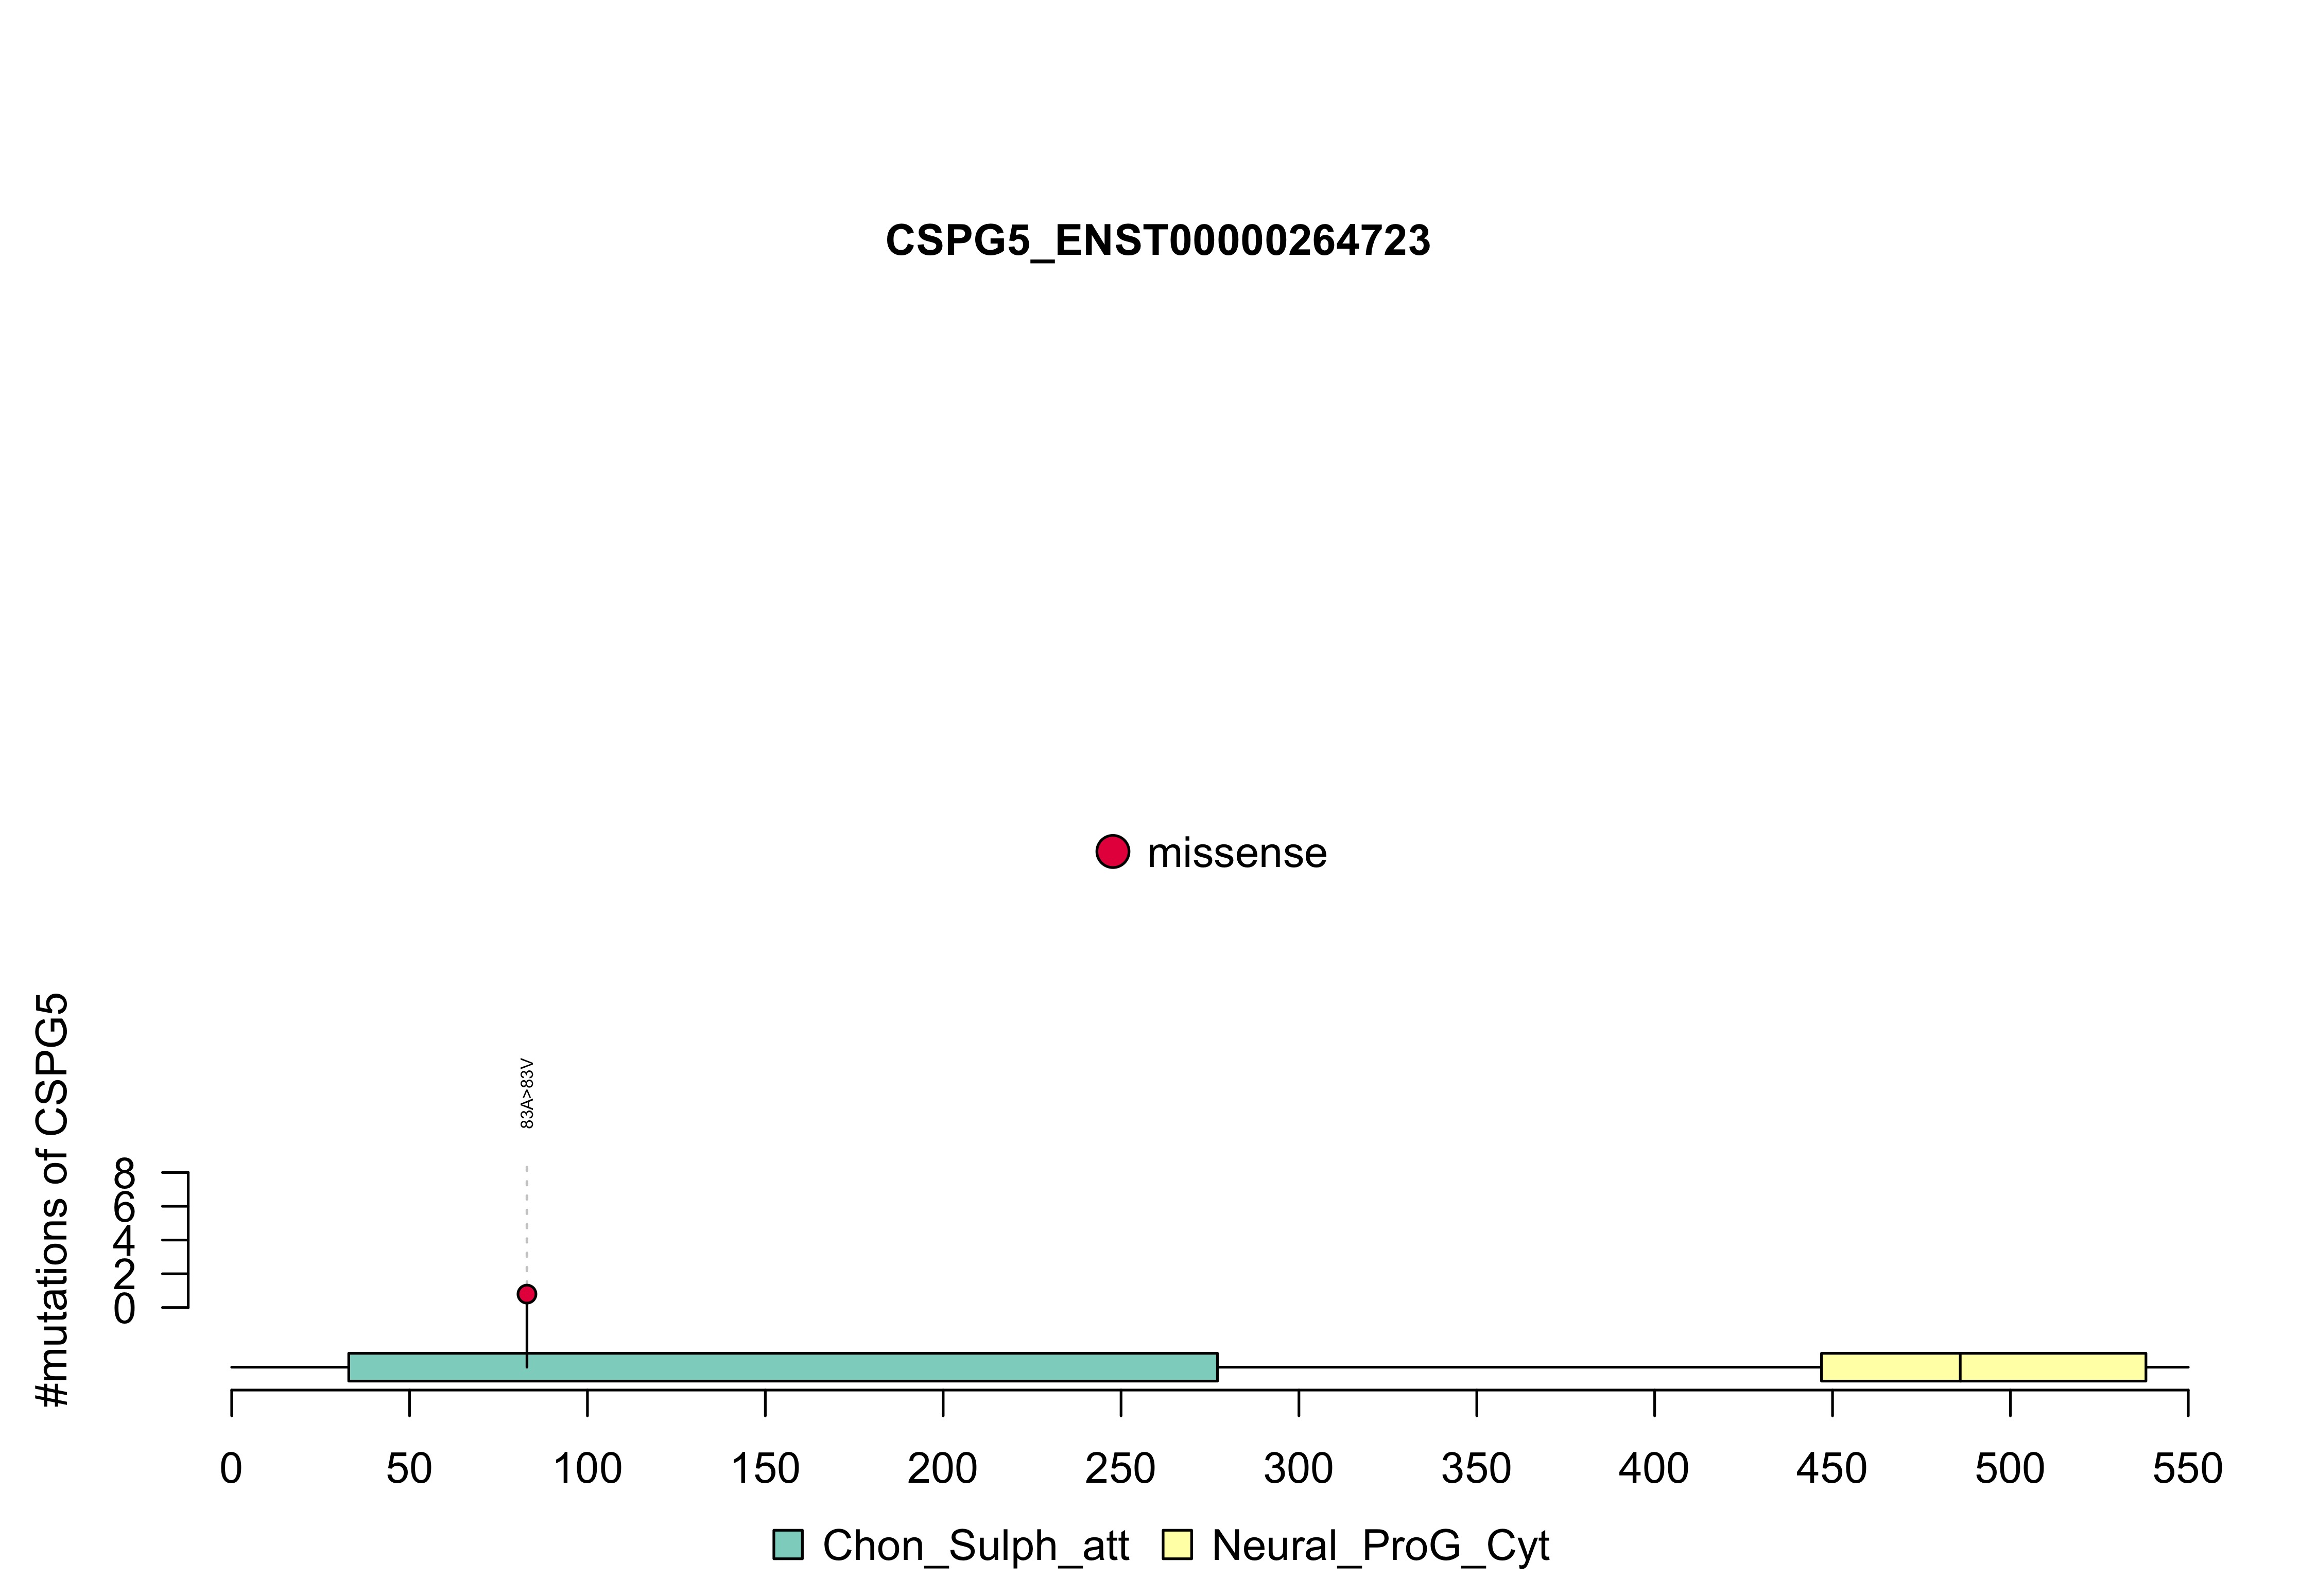 CSPG5_ENST00000264723
missense
#mutations of CSPG5
83A>83V
8
6
4
2
0
0 50 100 150 200 250 300 350 400 450 500 550
Chon_Sulph_att Neural_ProG_Cyt